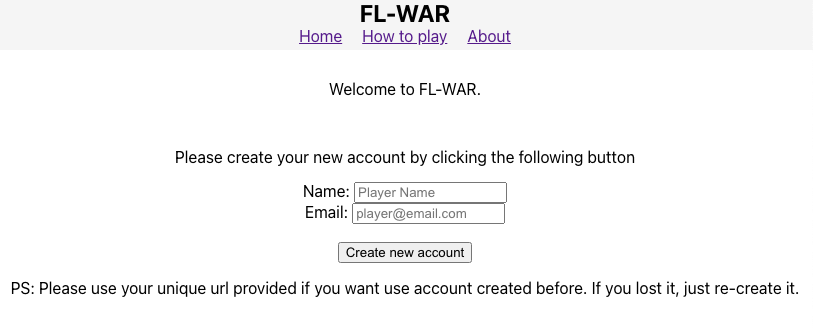 FL-WAR
Home How to play About
Welcome to FL-WAR.
Please create your new account by clicking the following button
Name: Player Name
Email: player@email.com
Create new account
PS: Please use your unique url provided if you want use account created before. If you lost it, just re-create it.